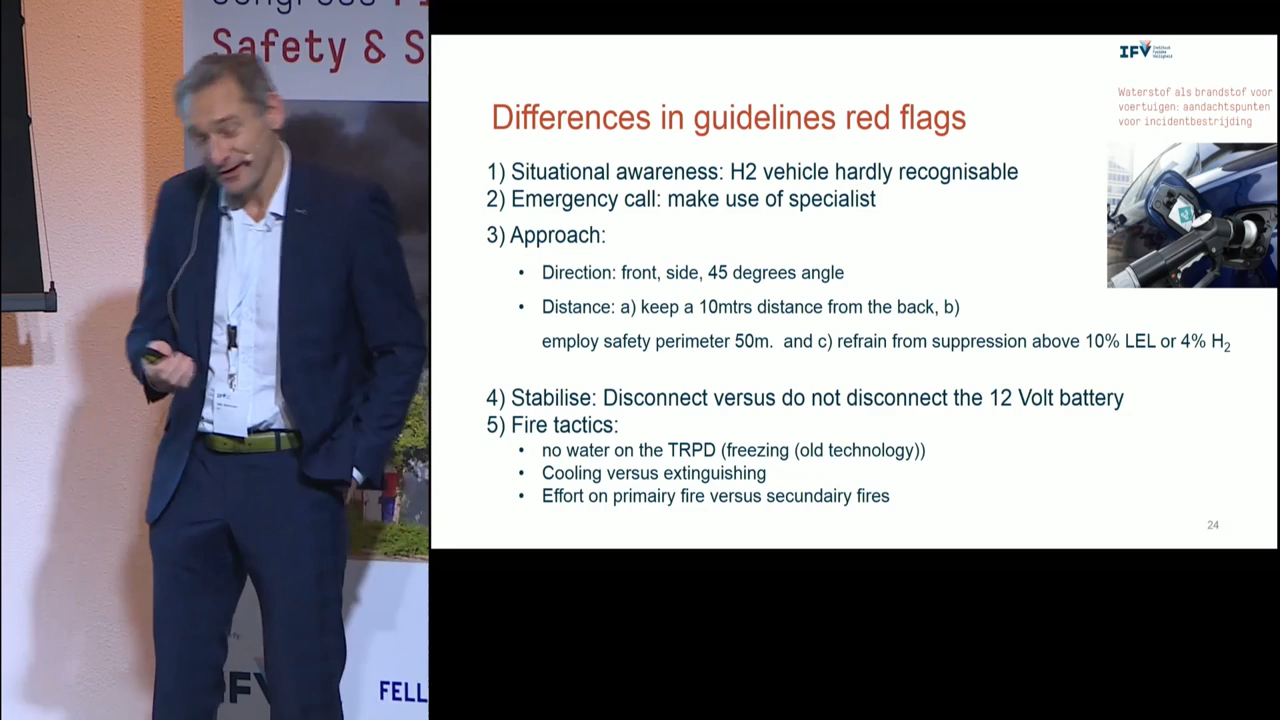 Safety & S
IFV
FELL
IFV
Instituut
Fysieke
Veiligheid
Waterstof als brandstof voor
voertuigen: aandachtspunten
voor incidentbestrijding
Differences in guidelines red flags
1) Situational awareness: H2 vehicle hardly recognisable
2) Emergency call: make use of specialist
3) Approach:
• Direction: front, side, 45 degrees angle
• Distance: a) keep a 10mtrs distance from the back, b)
employ safety perimeter 50m. and c) refrain from suppression above 10% LEL or 4% H₂
4) Stabilise: Disconnect versus do not disconnect the 12 Volt battery
5) Fire tactics:
• no water on the TRPD (freezing (old technology))
• Cooling versus extinguishing
• Effort on primairy fire versus secundairy fires
24